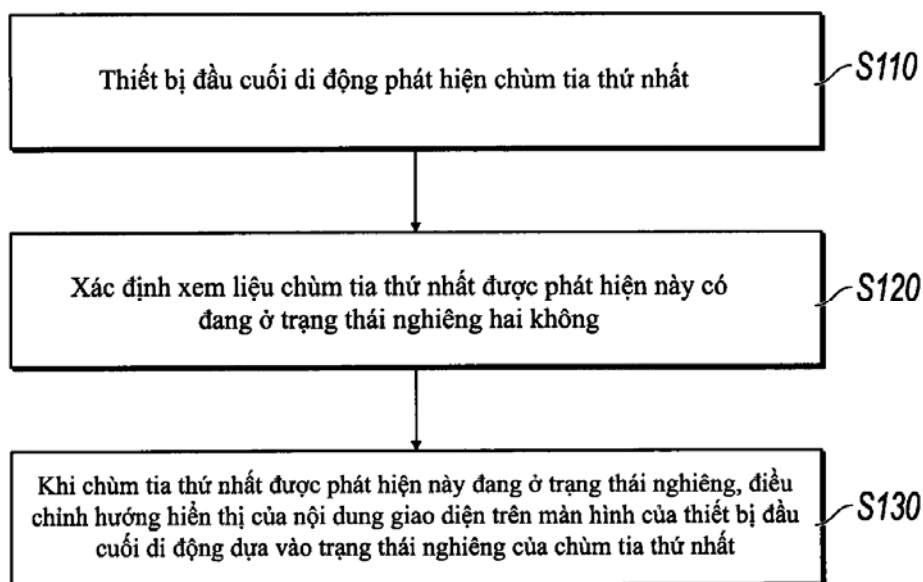 Thiết bị đầu cuối di động phát hiện chùm tia thứ nhất
S110
Xác định xem liệu chùm tia thứ nhất được phát hiện này có
đang ở trạng thái nghiêng hai không
S120
Khi chùm tia thứ nhất được phát hiện này đang ở trạng thái nghiêng, điều
chỉnh hướng hiển thị của nội dung giao diện trên màn hình của thiết bị đầu
cuối di động dựa vào trạng thái nghiêng của chùm tia thứ nhất
S130